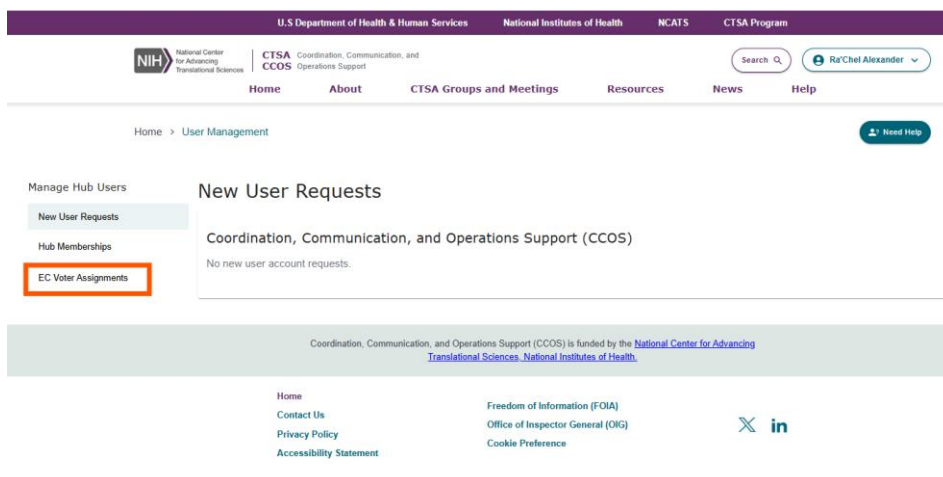 U.S Department of Health & Human Services National Institutes of Health NCATS CTSA Program
NIH National Center for Advancing Translational Sciences
CTSA Coordination, Communication, and
CCOS Operations Support
Search
Ra'Chel Alexander
Home About CTSA Groups and Meetings Resources News Help
Home > User Management
Need Help
Manage Hub Users
New User Requests
Hub Memberships
EC Voter Assignments
New User Requests
Coordination, Communication, and Operations Support (CCOS)
No new user account requests.
Coordination, Communication, and Operations Support (CCOS) is funded by the National Center for Advancing
Translational Sciences, National Institutes of Health.
Home
Contact Us
Privacy Policy
Accessibility Statement
Freedom of Information (FOIA)
Office of Inspector General (OIG)
Cookie Preference
X in